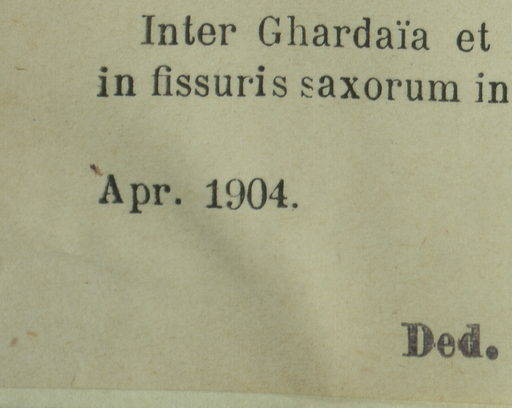 Inter Ghardaïa et
in fissuris saxorum in
Apr. 1904.
Ded.